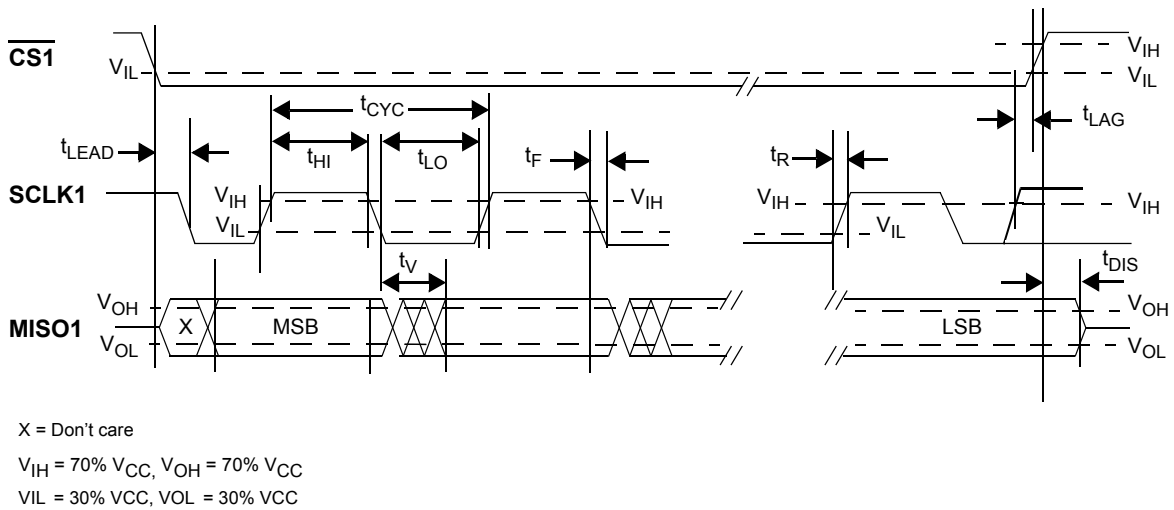 CS1
VIL
VIH
VIL
tCYC
tLEAD
tHI
tLO
tF
tR
tLAG
SCLK1
VIH
VIL
VIH
VIH
VIL
VIH
tV
tDIS
MISO1
VOH
VOL
X
MSB
LSB
VOH
VOL
X = Don't care
VIH = 70% VCC, VOH = 70% VCC
VIL = 30% VCC, VOL = 30% VCC